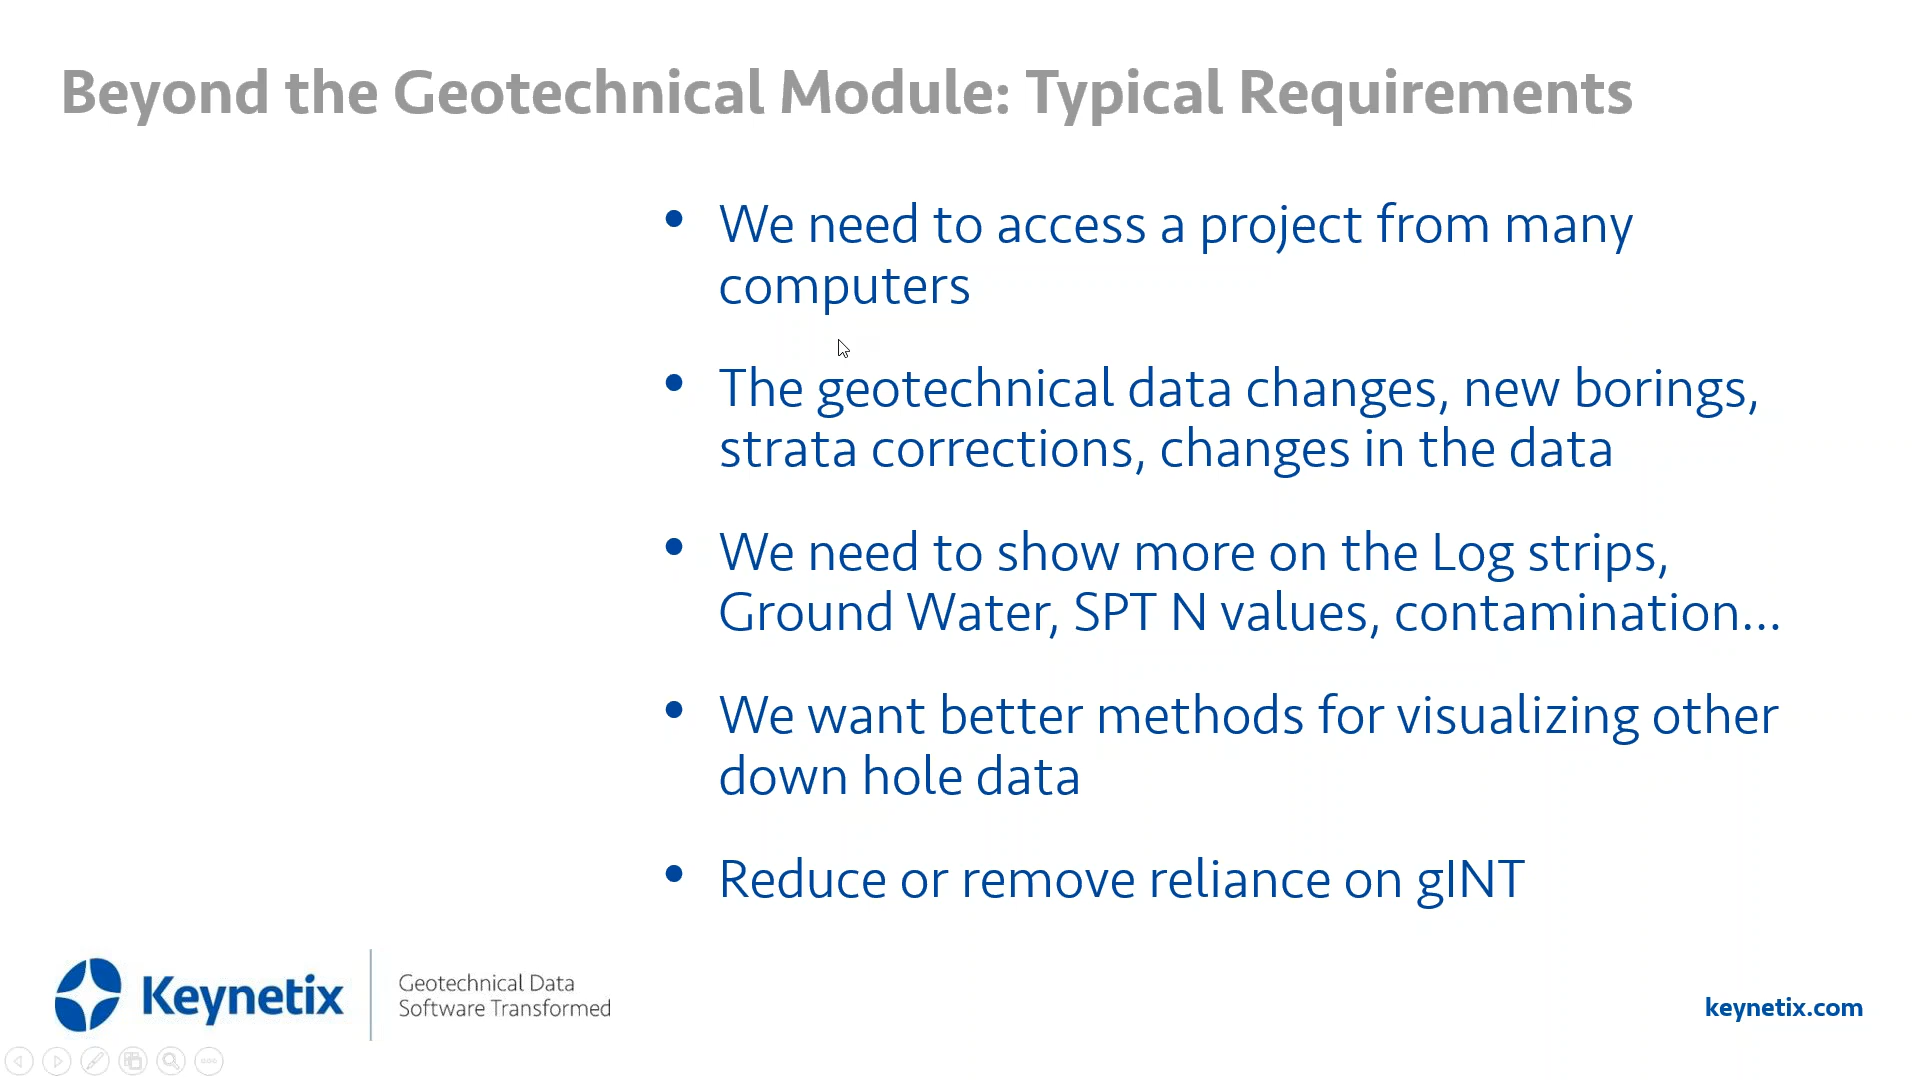 Beyond the Geotechnical Module: Typical Requirements
• We need to access a project from many
computers
• The geotechnical data changes, new borings,
strata corrections, changes in the data
• We need to show more on the Log strips,
Ground Water, SPT N values, contamination...
• We want better methods for visualizing other
down hole data
• Reduce or remove reliance on gINT
Keynetix
Geotechnical Data
Software Transformed
keynetix.com